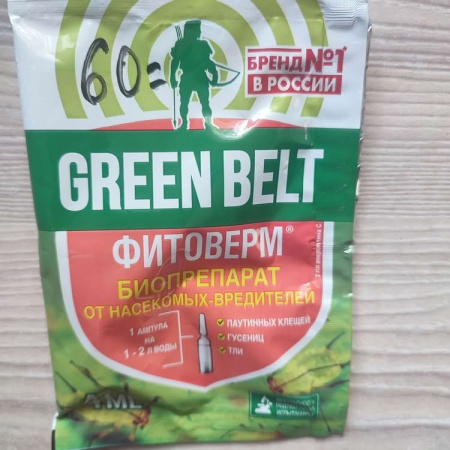 60=
БРЕНД №1*
В РОССИИ
GREEN BELT
ФИТОВЕРМ®
БИОПРЕПАРАТ
ОТ НАСЕКОМЫХ-ВРЕДИТЕЛЕЙ
1 АМПУЛА
НА
1 - 2 Л ВОДЫ
ПАУТИННЫХ КЛЕЩЕЙ
ГУСЕНИЦ
ТЛИ
4 ML